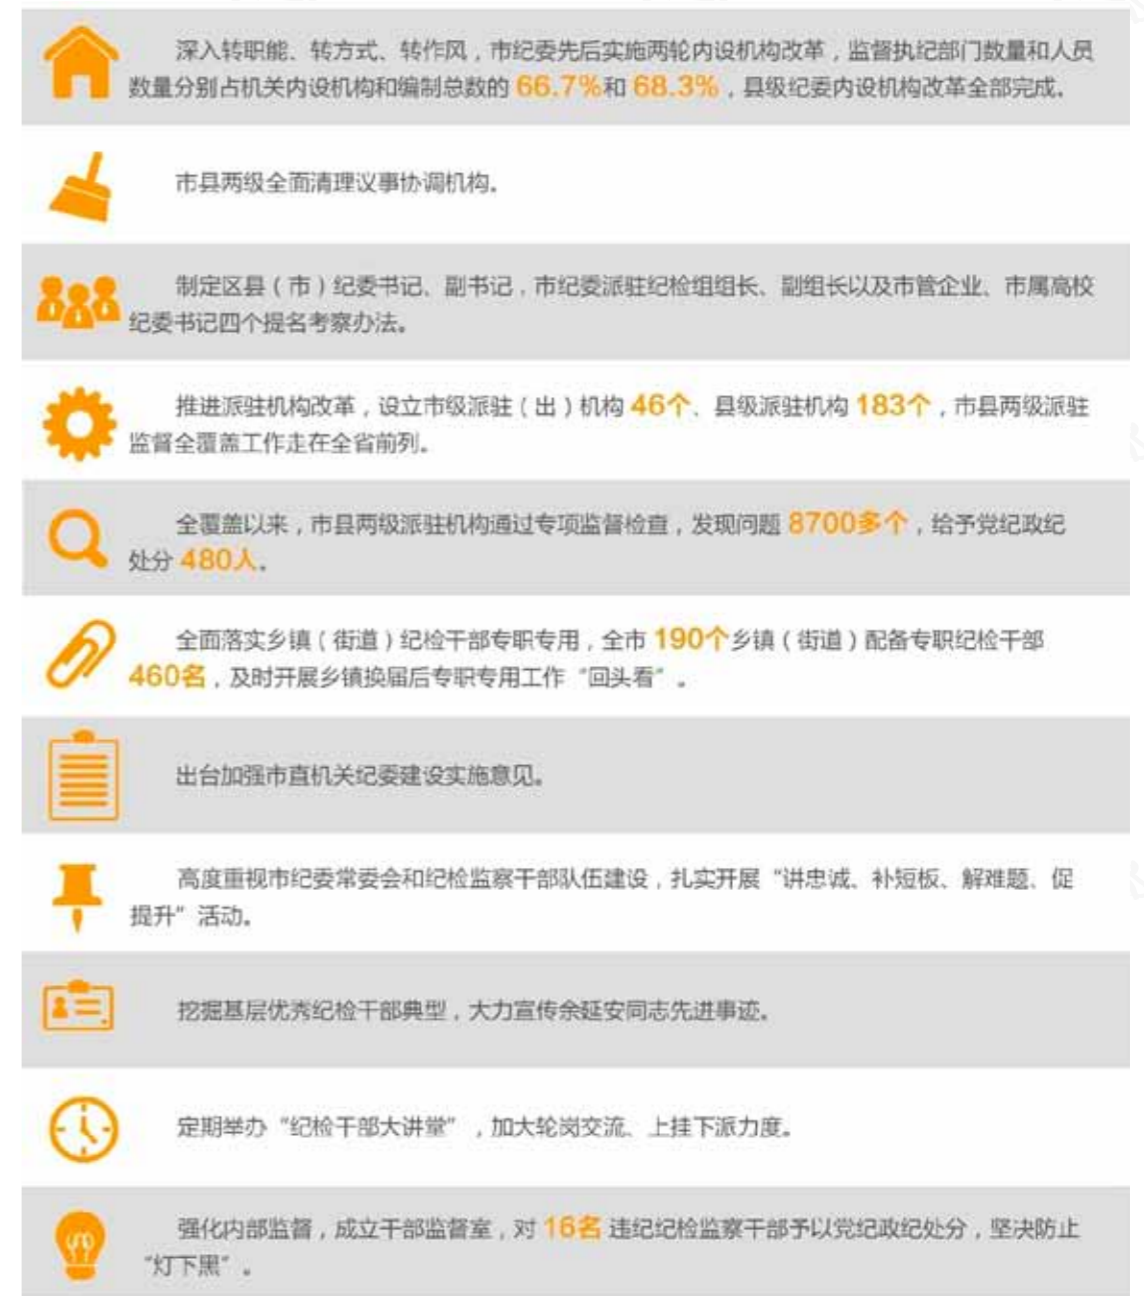 深入转职能、转方式、转作风，市纪委先后实施两轮内设机构改革，监督执纪部门数量和人员
数量分别占机关内设机构和编制总数的 66.7%和 68.3%，县级纪委内设机构改革全部完成。
市县两级全面清理议事协调机构。
制定区县（市）纪委书记、副书记，市纪委派驻纪检组组长、副组长以及市管企业、市属高校
纪委书记四个提名考察办法。
推进派驻机构改革，设立市级派驻（出）机构 46个、县级派驻机构 183个，市县两级派驻
监督全覆盖工作走在全省前列。
全覆盖以来，市县两级派驻机构通过专项监督检查，发现问题 8700多个，给予党纪政纪
处分 480人。
全面落实乡镇（街道）纪检干部专职专用，全市 190个乡镇（街道）配备专职纪检干部
460名，及时开展乡镇换届后专职专用工作“回头看”。
出台加强市直机关纪委建设实施意见。
高度重视市纪委常委会和纪检监察干部队伍建设，扎实开展“讲忠诚、补短板、解难题、促
提升”活动。
挖掘基层优秀纪检干部典型，大力宣传余延安同志先进事迹。
定期举办“纪检干部大讲堂”，加大轮岗交流、上挂下派力度。
强化内部监督，成立干部监督室，对 16名 违纪纪检监察干部予以党纪政纪处分，坚决防止
“灯下黑”。